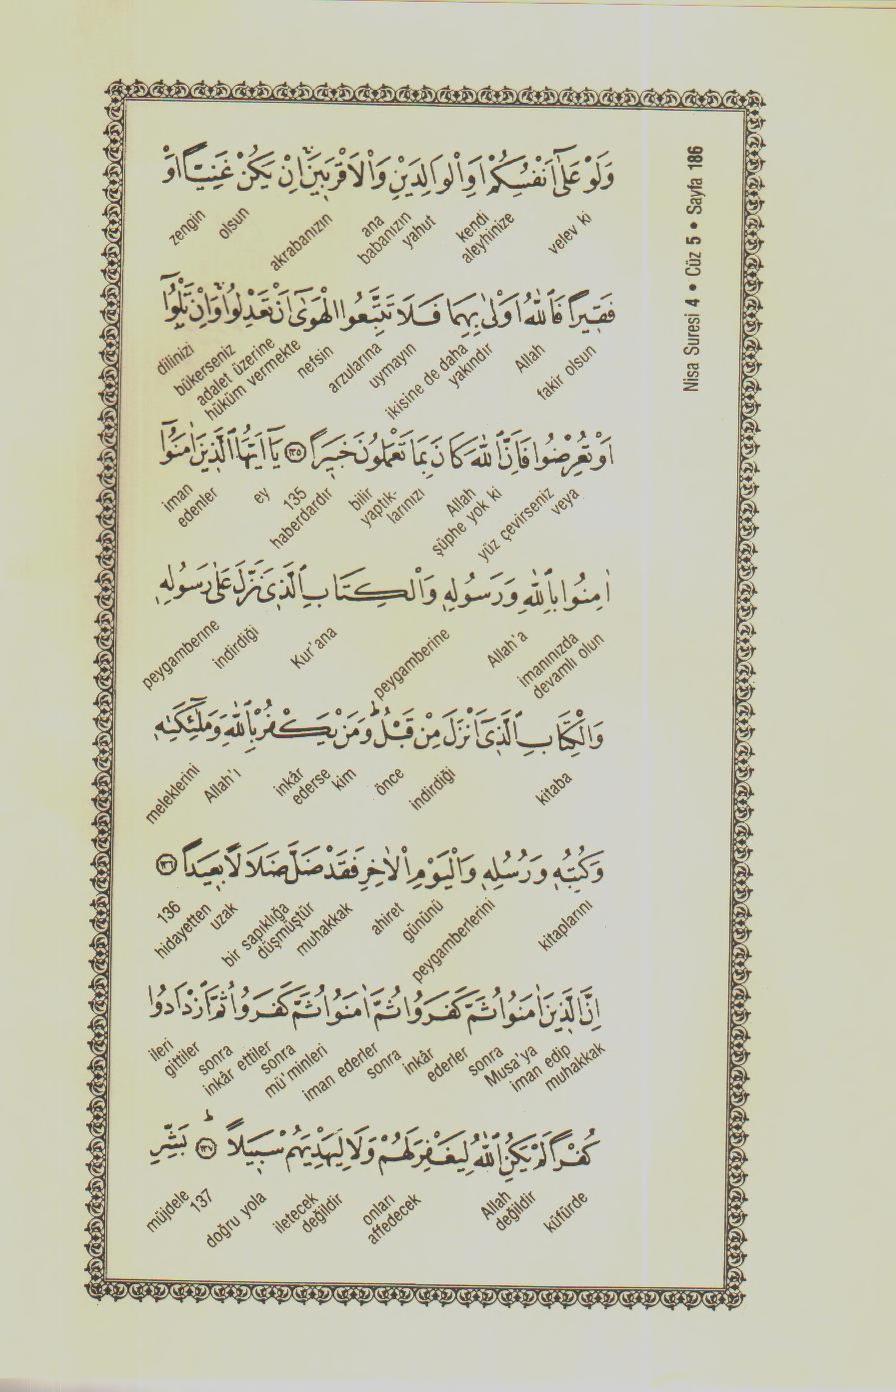 Nisa Suresi 4 • Cüz 5 • Sayfa 186
وَلَوْ عَلٰٓى اَنْفُسِكُمْ اَوِ الْوَالِدَيْنِ وَالْاَقْرَبٖينَۚ اِنْ يَكُنْ غَنِيًّا اَوْ
velev ki kendi aleyhinize yahut ana babanızın akrabanızın olsun zengin
فَقٖيرًا فَاللّٰهُ اَوْلٰى بِهِمَا فَلَا تَتَّبِعُوا الْهَوٰٓى اَنْ تَعْدِلُواۚ وَاِنْ تَلْوُٓا
fakir olsun Allah ikisine de daha yakındır uymayın arzularına nefsin adalet üzerine hüküm vermekte bükerseniz dilinizi
اَوْ تُعْرِضُوا فَاِنَّ اللّٰهَ كَانَ بِمَا تَعْمَلُونَ خَبٖيرًا ﴿١٣٥﴾ يَٓا اَيُّهَا الَّذٖينَ اٰمَنُٓوا
veya yüz çevirseniz şüphe yok ki Allah yaptık- larınızı bilir haberdardır 135 ey iman edenler
اٰمِنُوا بِاللّٰهِ وَرَسُولِهٖ وَالْكِتَابِ الَّذٖى نَزَّلَ عَلٰى رَسُولِهٖ
imanınızda devamlı olun Allah'a peygamberine Kur'ana indirdiği peygamberine
وَالْكِتَابِ الَّذٖٓى اَنْزَلَ مِنْ قَبْلُؕ وَمَنْ يَكْفُرْ بِاللّٰهِ وَمَلٰٓئِكَتِهٖ
kitaba indirdiği önce kim inkâr ederse Allah'ı meleklerini
وَكُتُبِهٖ وَرُسُلِهٖ وَالْيَوْمِ الْاٰخِرِ فَقَدْ ضَلَّ ضَلَالًا بَعٖيدًا ﴿١٣٦﴾
kitaplarını peygamberlerini gününü ahiret muhakkak bir sapıklığa düşmüştür uzak hidayetten 136
اِنَّ الَّذٖينَ اٰمَنُوا ثُمَّ كَفَرُوا ثُمَّ اٰمَنُوا ثُمَّ كَفَرُوا ثُمَّ ازْدَادُوا
muhakkak iman edip Musa'ya sonra ederler inkâr sonra iman ederler mü'minleri sonra inkâr ettiler sonra ileri gittiler
كُفْرًا لَمْ يَكُنِ اللّٰهُ لِيَغْفِرَ لَهُمْ وَلَا لِيَهْدِيَهُمْ سَبٖيلًاؕ ﴿١٣٧﴾ بَشِّرِ
küfürde Allah değildir onları affedecek iletecek değildir doğru yola 137 müjdele